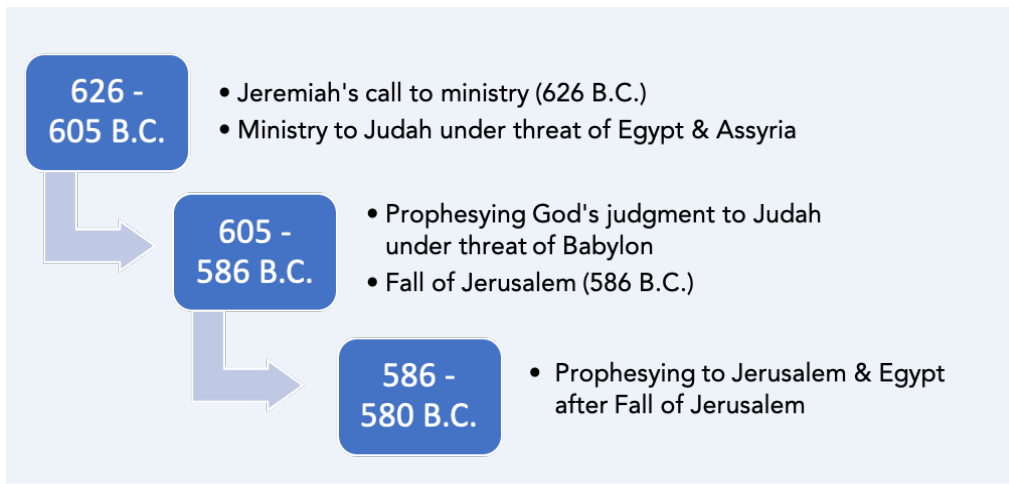 626 -
605 B.C.
• Jeremiah's call to ministry (626 B.C.)
• Ministry to Judah under threat of Egypt & Assyria
605 -
586 B.C.
• Prophesying God's judgment to Judah
under threat of Babylon
• Fall of Jerusalem (586 B.C.)
586 -
580 B.C.
• Prophesying to Jerusalem & Egypt
after Fall of Jerusalem